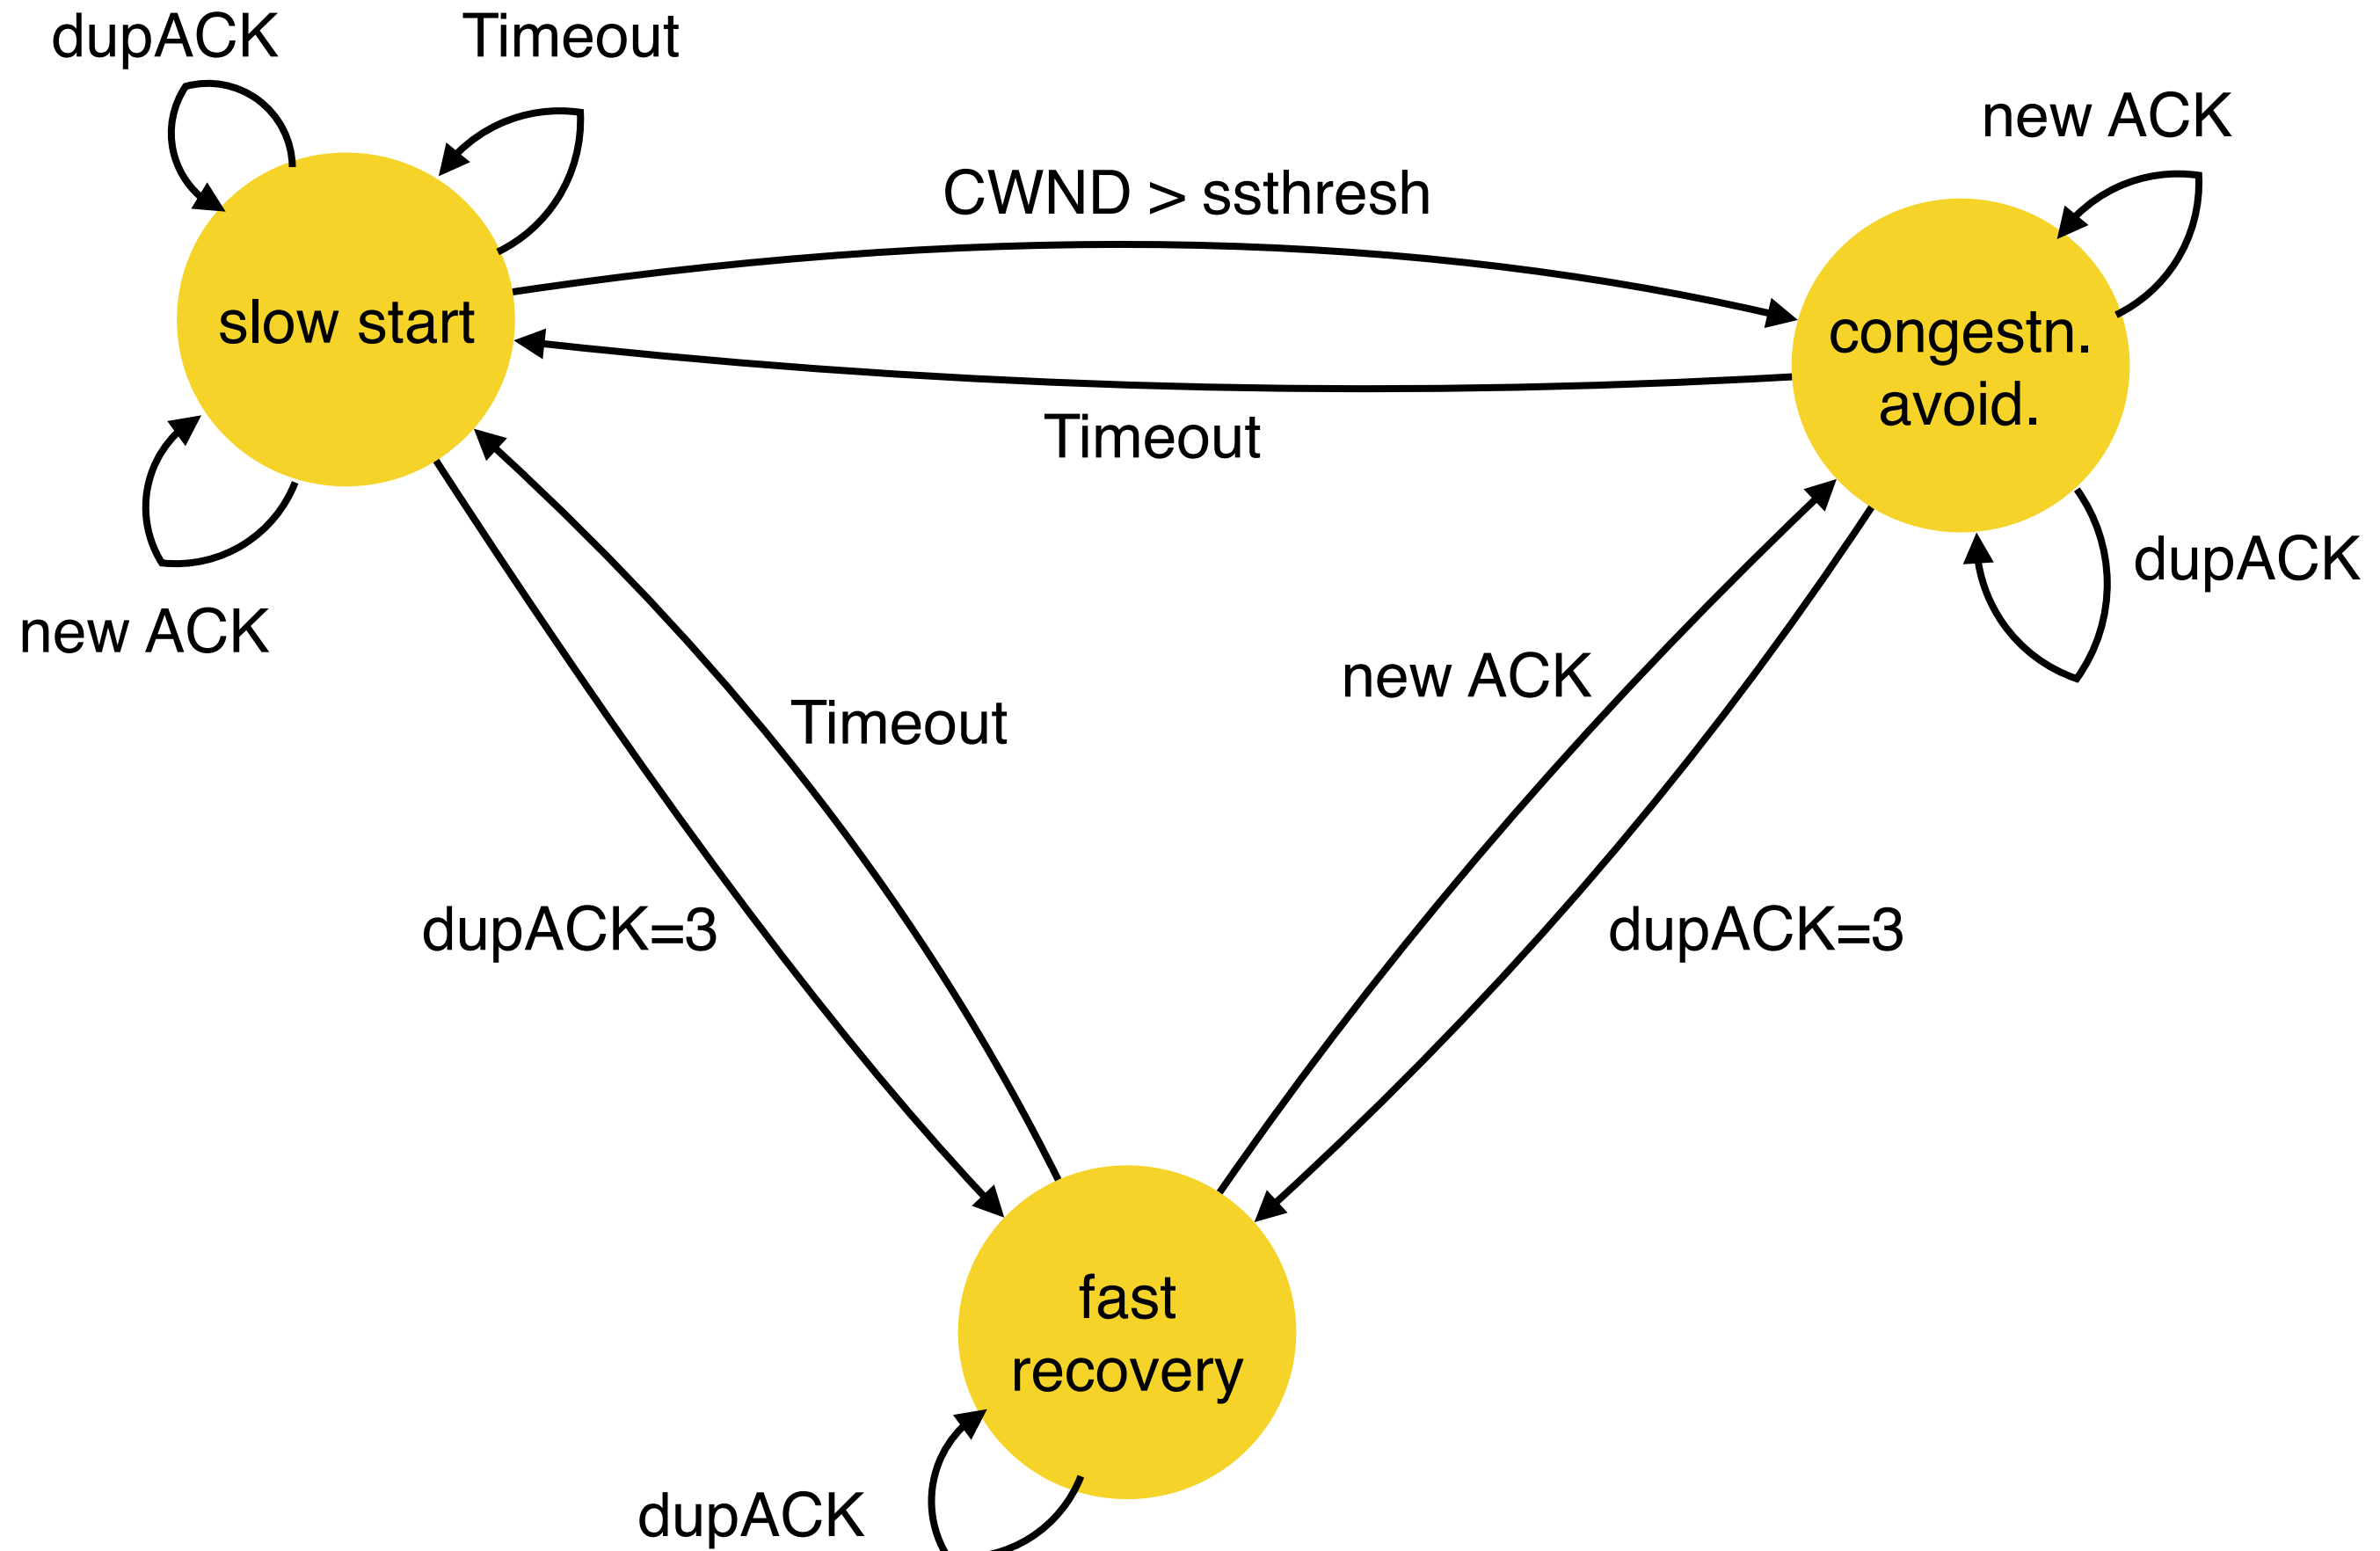 dupACK
Timeout
new ACK
CWND > ssthresh
slow start
congestn.
avoid.
Timeout
dupACK
new ACK
new ACK
Timeout
dupACK=3
dupACK=3
fast
recovery
dupACK